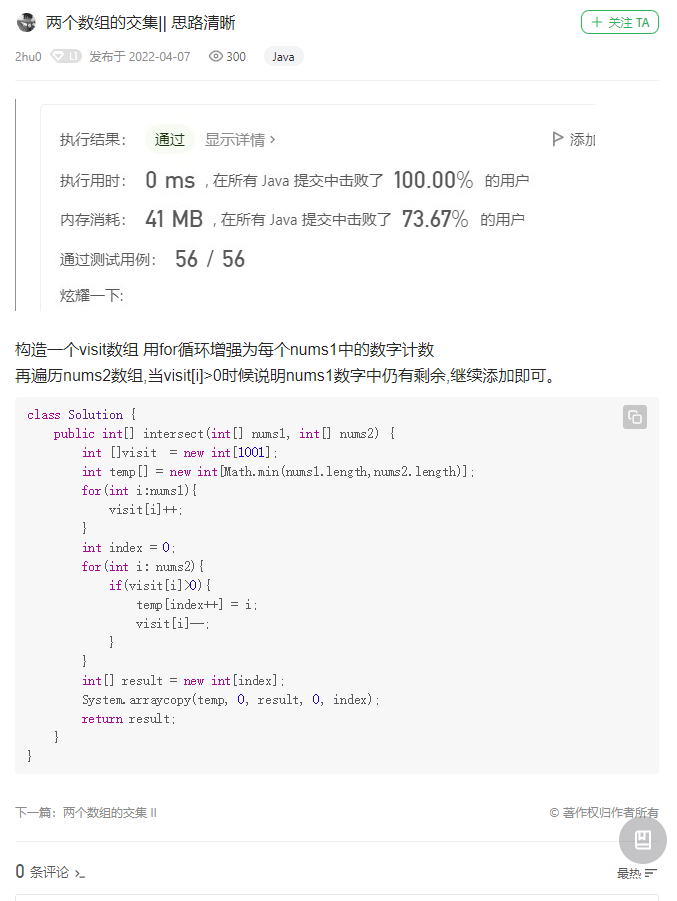 两个数组的交集|| 思路清晰
+ 关注 TA
2hu0 L1 发布于 2022-04-07 300 Java
执行结果： 通过 显示详情 › 添加
执行用时： 0 ms , 在所有 Java 提交中击败了 100.00% 的用户
内存消耗： 41 MB , 在所有 Java 提交中击败了 73.67% 的用户
通过测试用例： 56 / 56
炫耀一下:
构造一个visit数组 用for循环增强为每个nums1中的数字计数
再遍历nums2数组,当visit[i]>0时候说明nums1数字中仍有剩余,继续添加即可。
class Solution {
    public int[] intersect(int[] nums1, int[] nums2) {
        int []visit  = new int[1001];
        int temp[] = new int[Math.min(nums1.length,nums2.length)];
        for(int i:nums1){
            visit[i]++;
        }
        int index = 0;
        for(int i: nums2){
            if(visit[i]>0){
                temp[index++] = i;
                visit[i]--;
            }
        }
        int[] result = new int[index];
        System.arraycopy(temp, 0, result, 0, index);
        return result;
    }
}
下一篇： 两个数组的交集 II
© 著作权归作者所有
0 条评论
最热